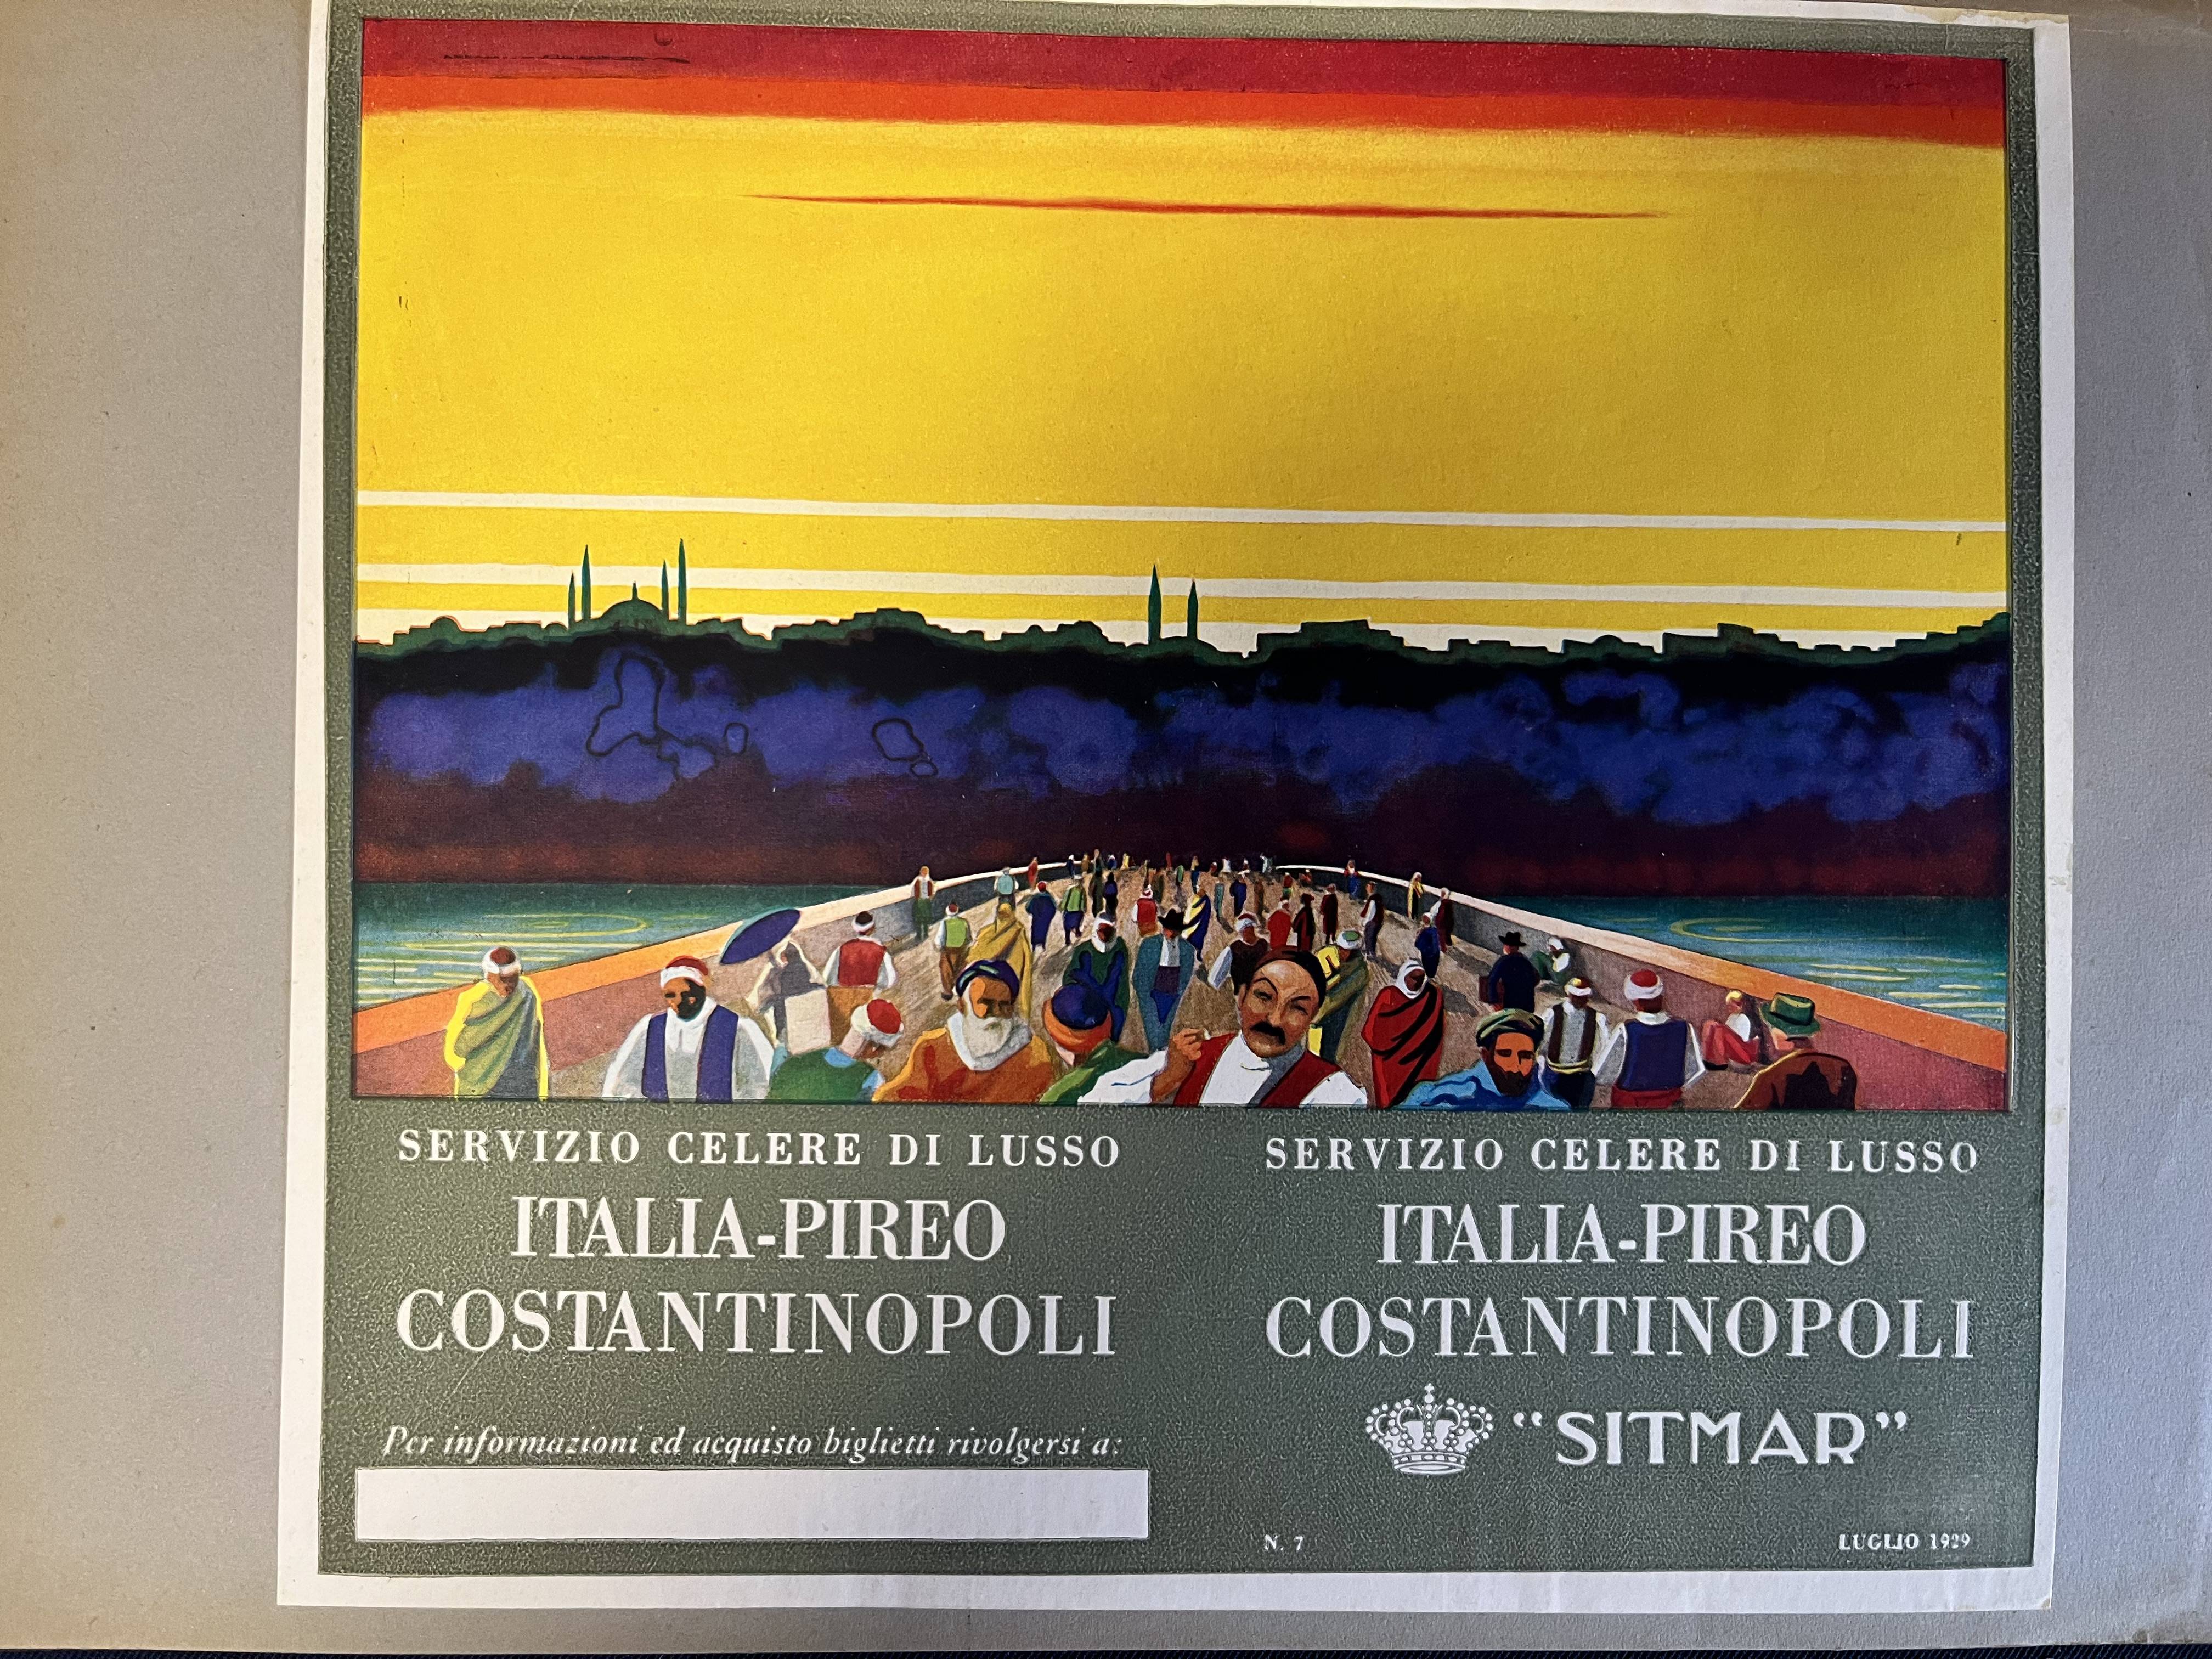 SERVIZIO CELERE DI LUSSO
ITALIA-PIREO
COSTANTINOPOLI
Per informazioni ed acquisto biglietti rivolgersi a:
SERVIZIO CELERE DI LUSSO
ITALIA-PIREO
COSTANTINOPOLI
"SITMAR"
N. 7
LUGLIO 1929